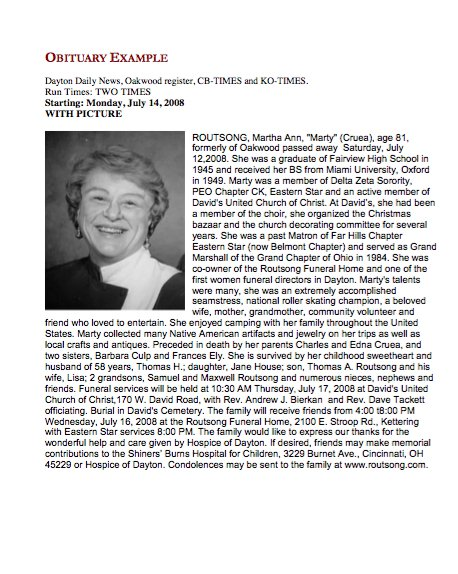 OBITUARY EXAMPLE
Dayton Daily News, Oakwood register, CB-TIMES and KO-TIMES.
Run Times: TWO TIMES
Starting: Monday, July 14, 2008
WITH PICTURE
ROUTSONG, Martha Ann, "Marty" (Cruea), age 81,
formerly of Oakwood passed away Saturday, July
12,2008. She was a graduate of Fairview High School in
1945 and received her BS from Miami University, Oxford
in 1949. Marty was a member of Delta Zeta Sorority,
PEO Chapter CK, Eastern Star and an active member of
David's United Church of Christ. At David's, she had been
a member of the choir, she organized the Christmas
bazaar and the church decorating committee for several
years. She was a past Matron of Far Hills Chapter
Eastern Star (now Belmont Chapter) and served as Grand
Marshall of the Grand Chapter of Ohio in 1984. She was
co-owner of the Routsong Funeral Home and one of the
first women funeral directors in Dayton. Marty's talents
were many, she was an extremely accomplished
seamstress, national roller skating champion, a beloved
wife, mother, grandmother, community volunteer and
friend who loved to entertain. She enjoyed camping with her family throughout the United
States. Marty collected many Native American artifacts and jewelry on her trips as well as
local crafts and antiques. Preceded in death by her parents Charles and Edna Cruea, and
two sisters, Barbara Culp and Frances Ely. She is survived by her childhood sweetheart and
husband of 58 years, Thomas H.; daughter, Jane House; son, Thomas A. Routsong and his
wife, Lisa; 2 grandsons, Samuel and Maxwell Routsong and numerous nieces, nephews and
friends. Funeral services will be held at 10:30 AM Thursday, July 17, 2008 at David's United
Church of Christ,170 W. David Road, with Rev. Andrew J. Bierkan and Rev. Dave Tackett
officiating. Burial in David's Cemetery. The family will receive friends from 4:00 t8:00 PM
Wednesday, July 16, 2008 at the Routsong Funeral Home, 2100 E. Stroop Rd., Kettering
with Eastern Star services 8:00 PM. The family would like to express our thanks for the
wonderful help and care given by Hospice of Dayton. If desired, friends may make memorial
contributions to the Shiners' Burns Hospital for Children, 3229 Burnet Ave., Cincinnati, OH
45229 or Hospice of Dayton. Condolences may be sent to the family at www.routsong.com.